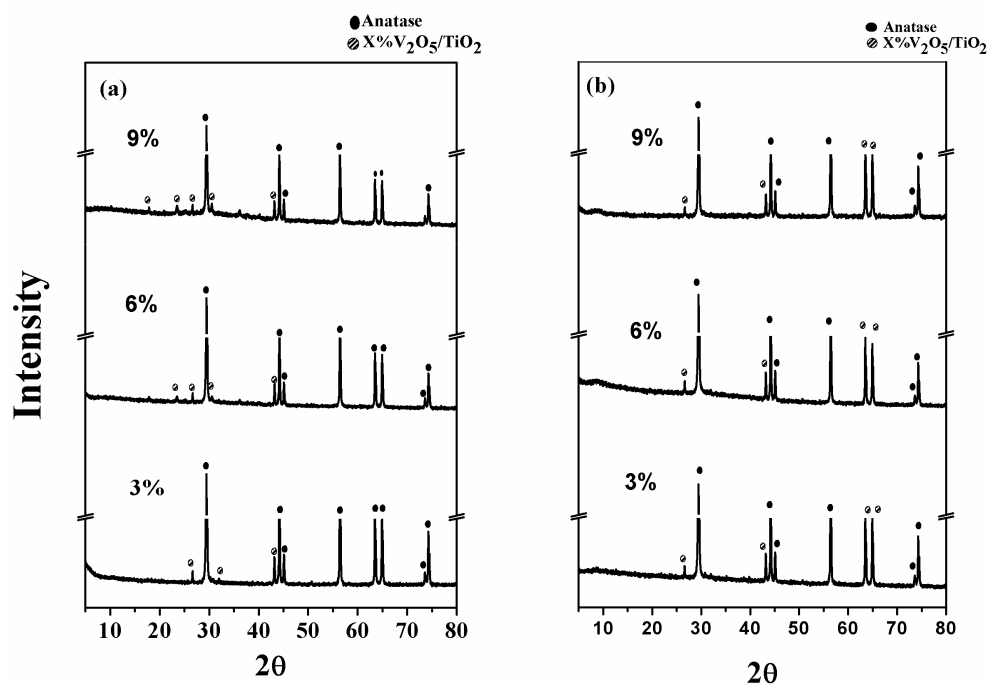 Anatase
X%V2O5/TiO2
(a)
9%
6%
3%
10 20 30 40 50 60 70 80
2θ
Intensity
Anatase
X%V2O5/TiO2
(b)
9%
6%
3%
10 20 30 40 50 60 70 80
2θ